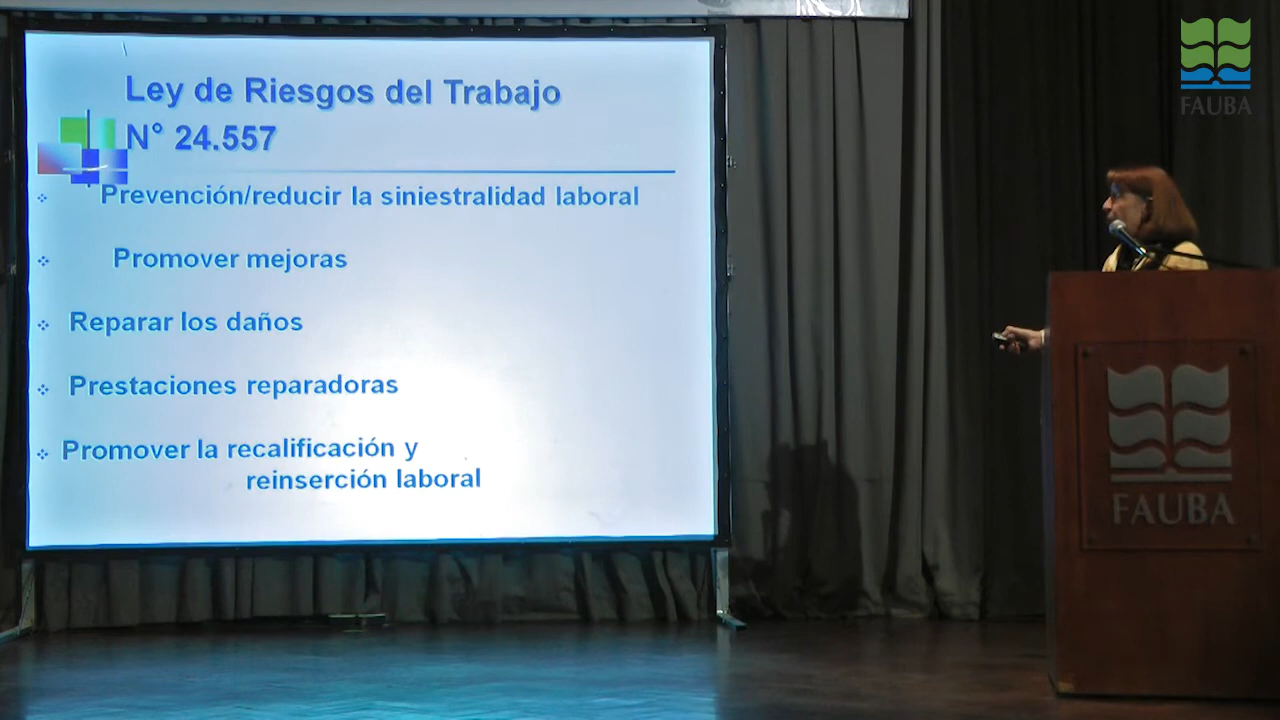 Ley de Riesgos del Trabajo
N° 24.557
Prevención/reducir la siniestralidad laboral
Promover mejoras
Reparar los daños
Prestaciones reparadoras
Promover la recalificación y
reinserción laboral
FAUBA
FAUBA